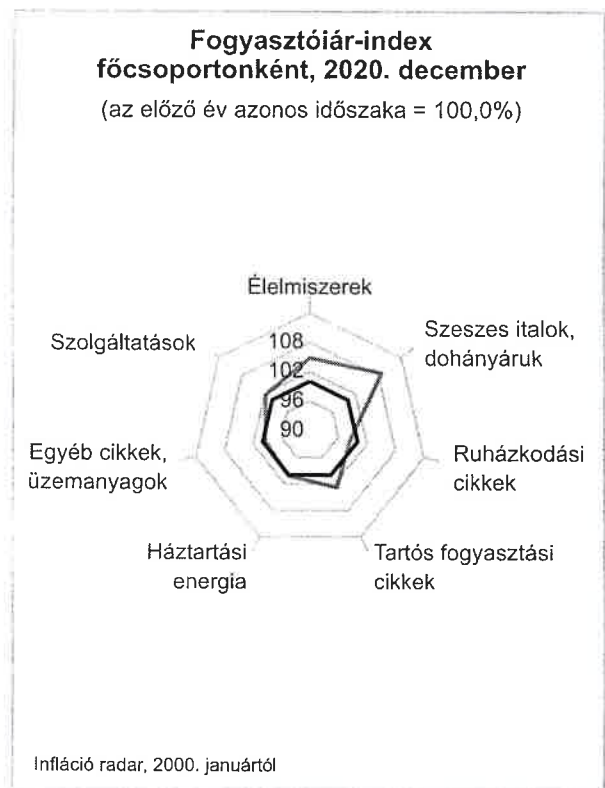 Fogyasztóiár-index
főcsoportonként, 2020. december
(az előző év azonos időszaka = 100,0%)
Élelmiszerek
Szeszes italok,
dohányáruk
Szolgáltatások
108
102
96
90
Egyéb cikkek,
üzemanyagok
Ruházkodási
cikkek
Háztartási
energia
Tartós fogyasztási
cikkek
Infláció radar, 2000. januártól